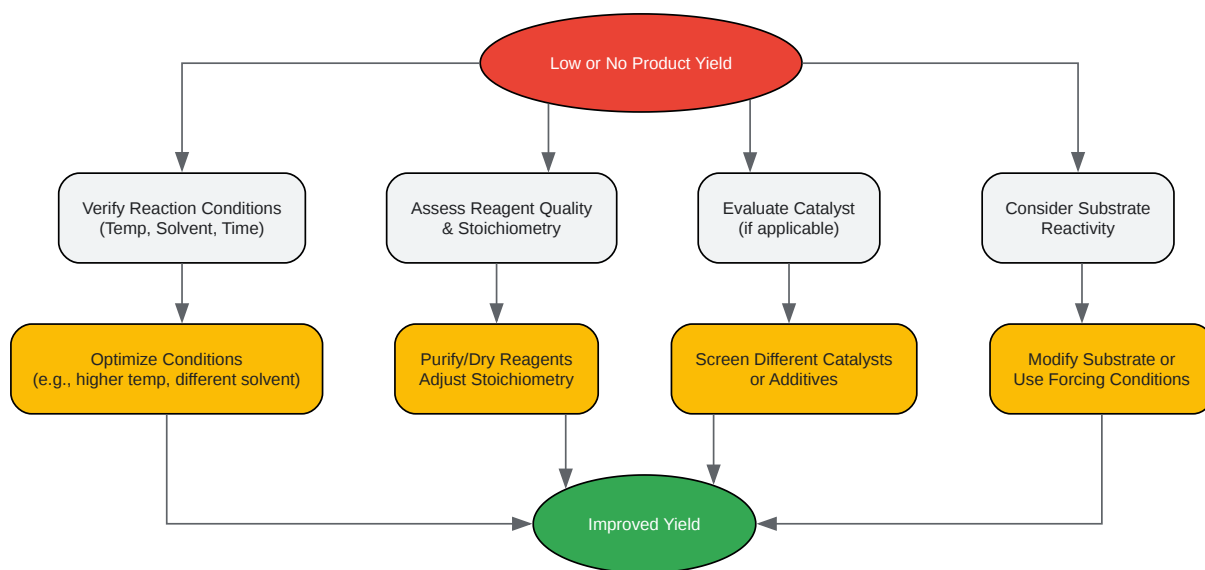 Low or No Product Yield
Verify Reaction Conditions
(Temp, Solvent, Time)
Assess Reagent Quality
& Stoichiometry
Evaluate Catalyst
(if applicable)
Consider Substrate
Reactivity
Optimize Conditions
(e.g., higher temp, different solvent)
Purify/Dry Reagents
Adjust Stoichiometry
Screen Different Catalysts
or Additives
Modify Substrate or
Use Forcing Conditions
Improved Yield